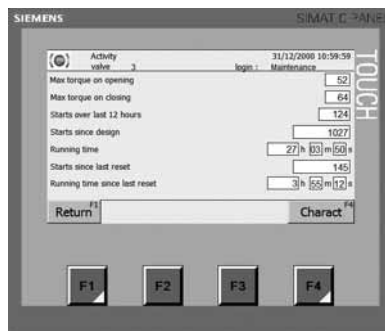 SIEMENS SIMATIC PANEL
TOUCH
Activity 31/12/2000 10:59:59
valve 3 login : Maintenance
Max torque on opening 52
Max torque on closing 64
Starts over last 12 hours 124
Starts since design 1027
Running time 27 h 03 m 50 s
Starts since last reset 145
Running time since last reset 3 h 55 m 12 s
Return F1 Charact F4
F1 F2 F3 F4